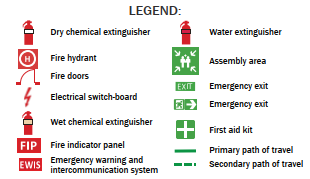 LEGEND:
Dry chemical extinguisher
H
Fire hydrant
Fire doors
Electrical switch-board
Wet chemical extinguisher
FIP
Fire indicator panel
EWIS
Emergency warning and
intercommunication system
Water extinguisher
Assembly area
EXIT
Emergency exit
Emergency exit
First aid kit
Primary path of travel
Secondary path of travel